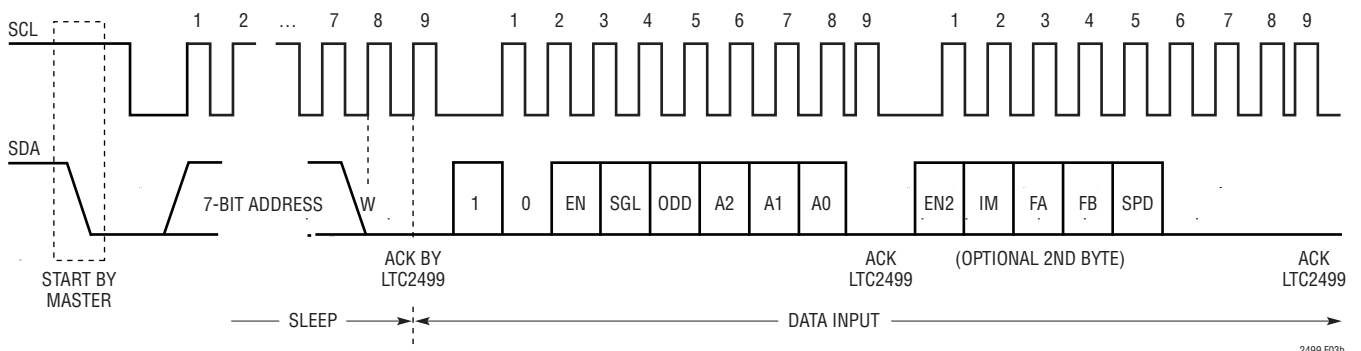 1 2 ... 7 8 9 1 2 3 4 5 6 7 8 9 1 2 3 4 5 6 7 8 9
SCL
SDA
7-BIT ADDRESS W 1 0 EN SGL ODD A2 A1 A0 EN2 IM FA FB SPD
START BY
MASTER
ACK BY
LTC2499
ACK
LTC2499
(OPTIONAL 2ND BYTE)
ACK
LTC2499
SLEEP DATA INPUT
2499 F03b